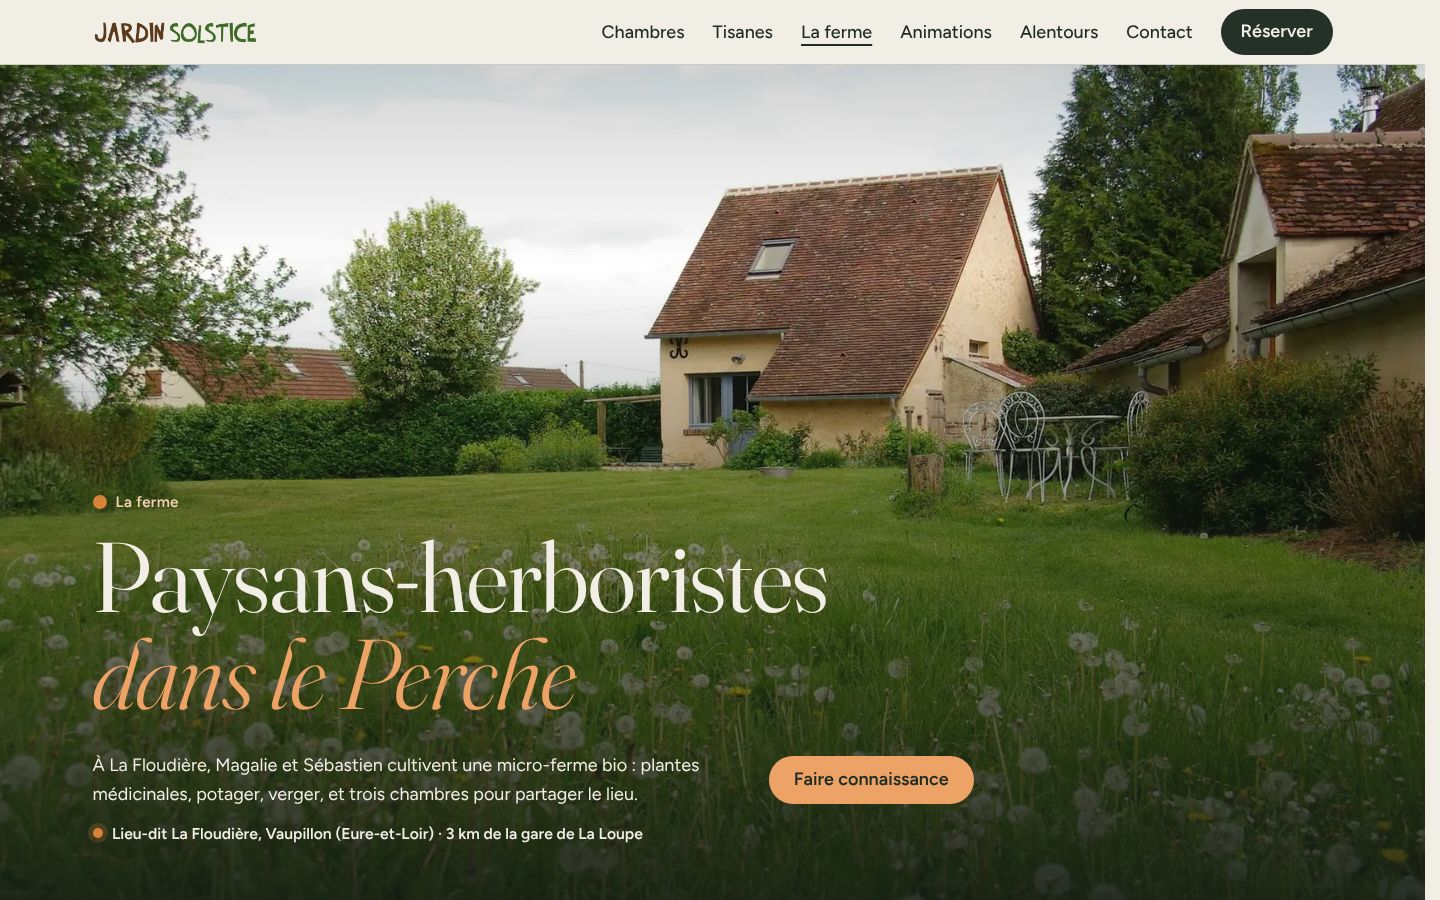 JARDIN SOLSTICE
Chambres
Tisanes
La ferme
Animations
Alentours
Contact
Réserver
La ferme
Paysans-herboristes
dans le Perche
À La Floudière, Magalie et Sébastien cultivent une micro-ferme bio : plantes
médicinales, potager, verger, et trois chambres pour partager le lieu.
Faire connaissance
Lieu-dit La Floudière, Vaupillon (Eure-et-Loir) · 3 km de la gare de La Loupe